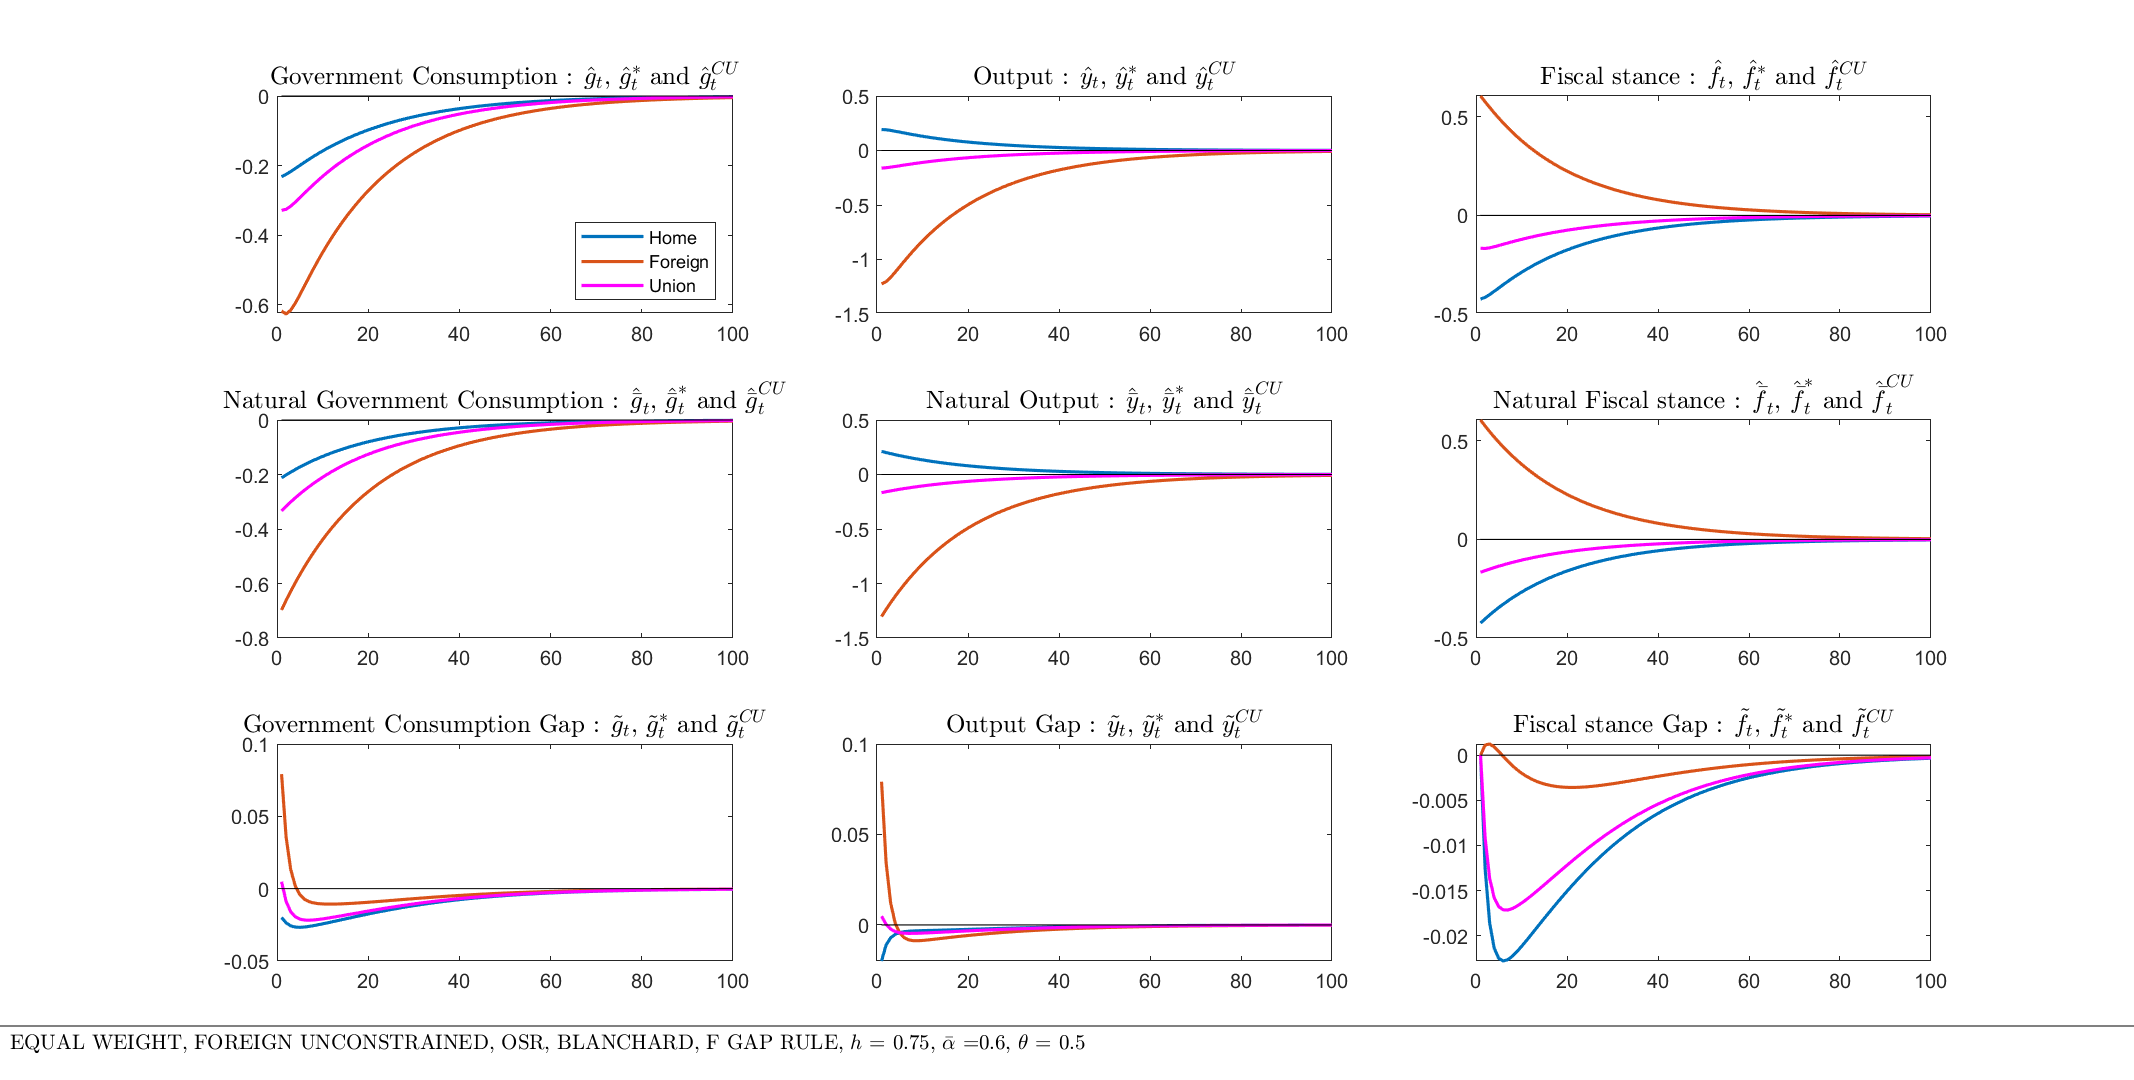 Government Consumption : ĝₜ, ĝₜ* and ĝₜᶜᵁ
0
-0.2
-0.4
-0.6
0 20 40 60 80 100
Home
Foreign
Union
Output : ŷₜ, ŷₜ* and ŷₜᶜᵁ
0.5
0
-0.5
-1
-1.5
0 20 40 60 80 100
Fiscal stance : f̂ₜ, f̂ₜ* and f̂ₜᶜᵁ
0.5
0
-0.5
0 20 40 60 80 100
Natural Government Consumption : ḡ̂ₜ, ḡ̂ₜ* and ḡ̂ₜᶜᵁ
0
-0.2
-0.4
-0.6
-0.8
0 20 40 60 80 100
Natural Output : ȳ̂ₜ, ȳ̂ₜ* and ȳ̂ₜᶜᵁ
0.5
0
-0.5
-1
-1.5
0 20 40 60 80 100
Natural Fiscal stance : f̄̂ₜ, f̄̂ₜ* and f̄̂ₜᶜᵁ
0.5
0
-0.5
0 20 40 60 80 100
Government Consumption Gap : g̃ₜ, g̃ₜ* and g̃ₜᶜᵁ
0.1
0.05
0
-0.05
0 20 40 60 80 100
Output Gap : ỹₜ, ỹₜ* and ỹₜᶜᵁ
0.1
0.05
0
0 20 40 60 80 100
Fiscal stance Gap : f̃ₜ, f̃ₜ* and f̃ₜᶜᵁ
0
-0.005
-0.01
-0.015
-0.02
0 20 40 60 80 100
EQUAL WEIGHT, FOREIGN UNCONSTRAINED, OSR, BLANCHARD, F GAP RULE, h = 0.75, ᾱ =0.6, θ = 0.5